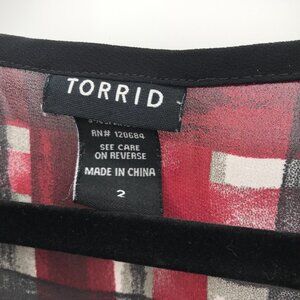 TORRID
RN# 120684
SEE CARE
ON REVERSE
MADE IN CHINA
2